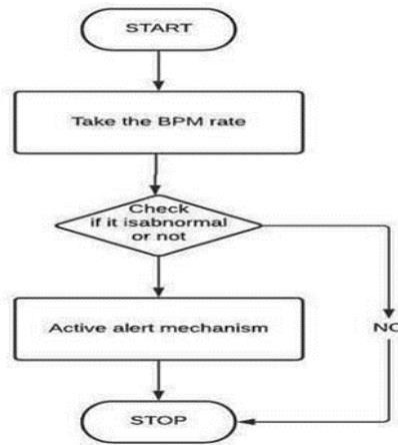 START
Take the BPM rate
Check
if it isabnormal
or not
Active alert mechanism
NO
STOP